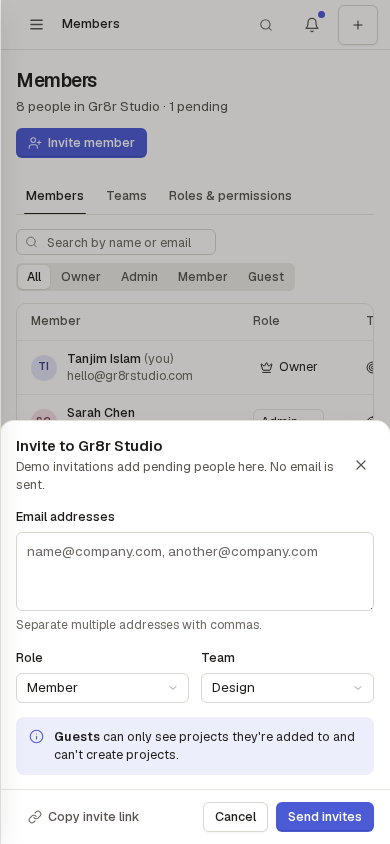 Members
Members
8 people in Gr8r Studio · 1 pending
Invite member
Members Teams Roles & permissions
Search by name or email
All Owner Admin Member Guest
Member Role
TI Tanjim Islam (you) Owner
hello@gr8rstudio.com
Sarah Chen
Admin
Invite to Gr8r Studio
Demo invitations add pending people here. No email is
sent.
Email addresses
name@company.com, another@company.com
Separate multiple addresses with commas.
Role Team
Member Design
Guests can only see projects they're added to and
can't create projects.
Copy invite link Cancel Send invites